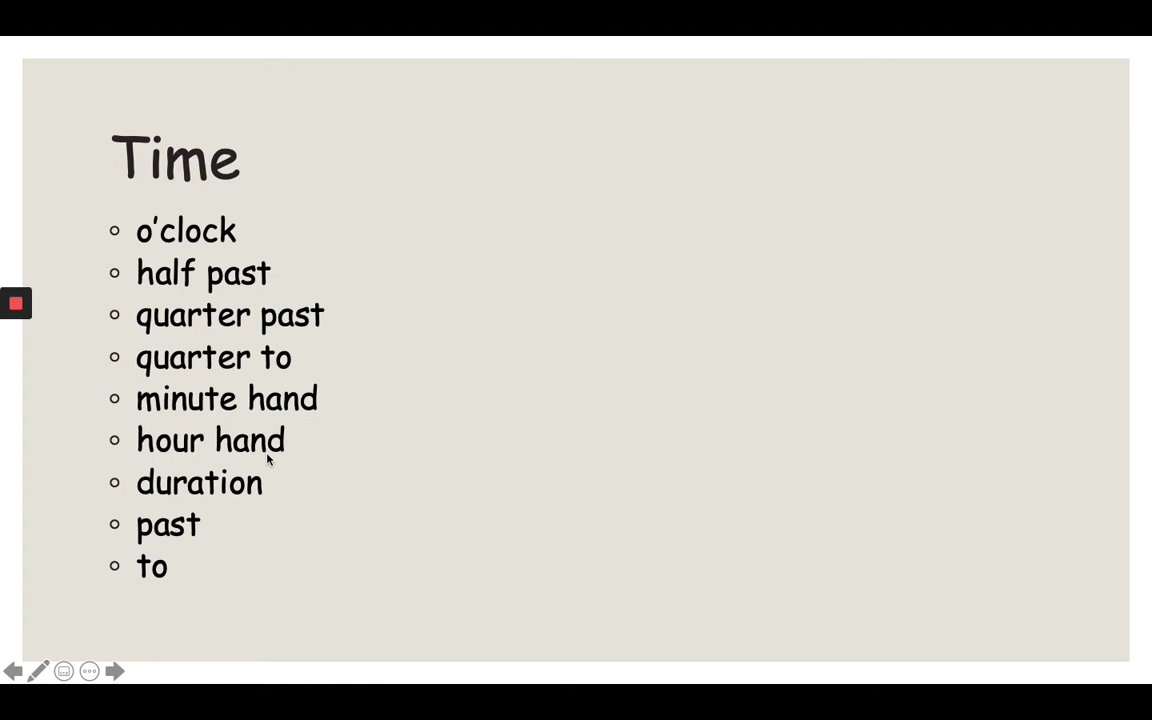 Time
o'clock
half past
quarter past
quarter to
minute hand
hour hand
duration
past
to